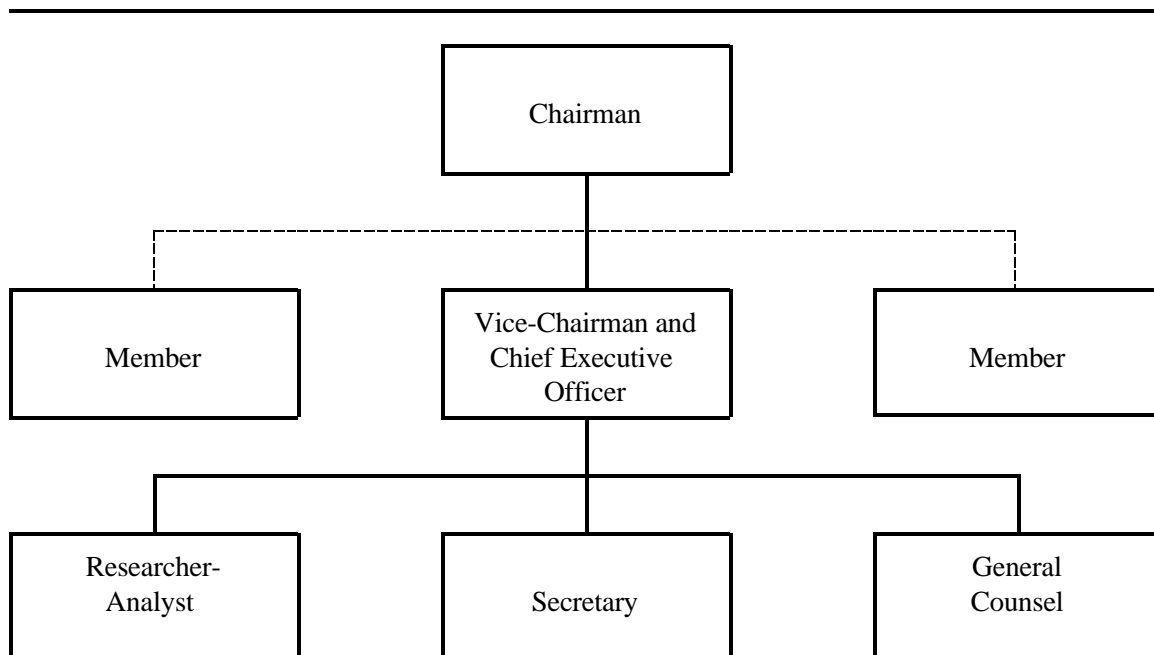 Chairman
Member
Vice-Chairman and
Chief Executive
Officer
Member
Researcher-
Analyst
Secretary
General
Counsel